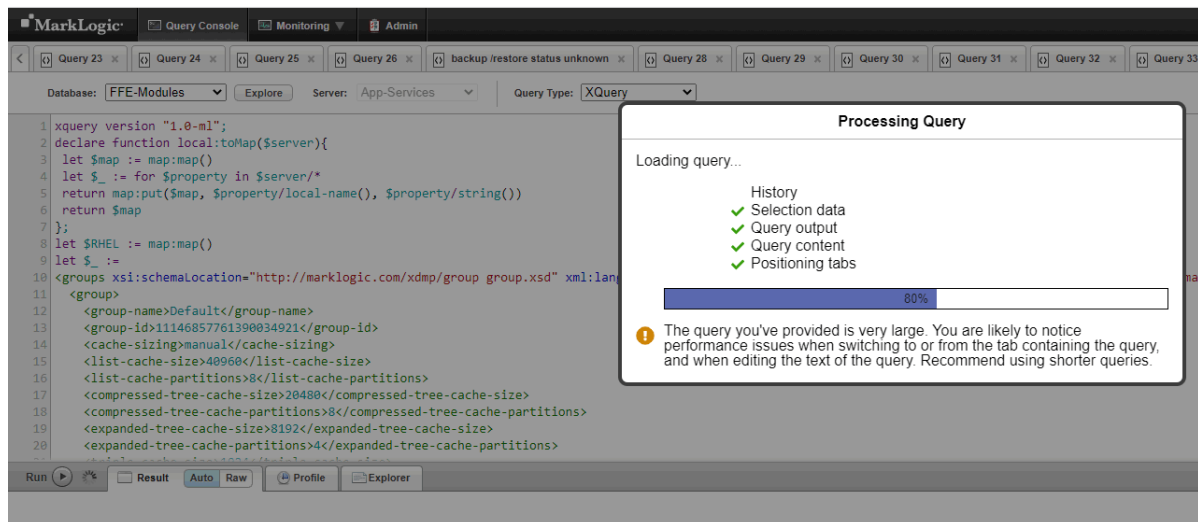 MarkLogic Query Console Monitoring Admin
Query 23 Query 24 Query 25 Query 26 backup /restore status unknown Query 28 Query 29 Query 30 Query 31 Query 32 Query 33
Database: FFE-Modules Explore Server: App-Services Query Type: XQuery
1 xquery version "1.0-ml";
2 declare function local:toMap($server){
3 let $map := map:map()
4 let $_ := for $property in $server/*
5 return map:put($map, $property/local-name(), $property/string())
6 return $map
7 };
8 let $RHEL := map:map()
9 let $_ :=
10 <groups xsi:schemaLocation="http://marklogic.com/xdmp/group group.xsd" xml:lang
11 <group>
12 <group-name>Default</group-name>
13 <group-id>11146857761390034921</group-id>
14 <cache-sizing>manual</cache-sizing>
15 <list-cache-size>40960</list-cache-size>
16 <list-cache-partitions>8</list-cache-partitions>
17 <compressed-tree-cache-size>20480</compressed-tree-cache-size>
18 <compressed-tree-cache-partitions>8</compressed-tree-cache-partitions>
19 <expanded-tree-cache-size>8192</expanded-tree-cache-size>
20 <expanded-tree-cache-partitions>4</expanded-tree-cache-partitions>
Processing Query
Loading query...
History
Selection data
Query output
Query content
Positioning tabs
80%
The query you've provided is very large. You are likely to notice
performance issues when switching to or from the tab containing the query,
and when editing the text of the query. Recommend using shorter queries.
Run Result Auto Raw Profile Explorer